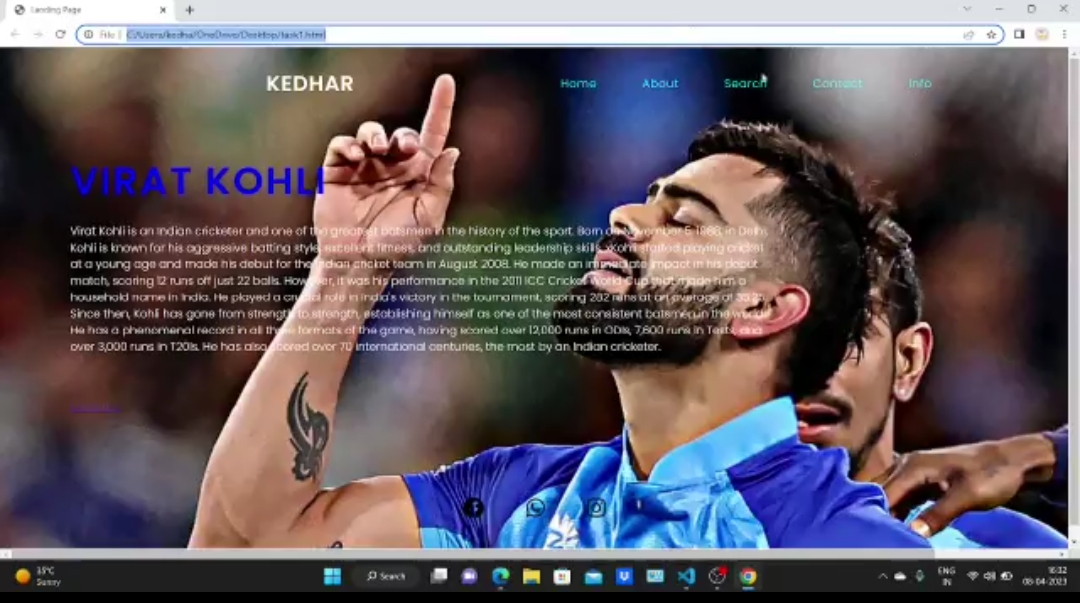 Landing Page
File C:/Users/kedha/OneDrive/Desktop/task1.html
KEDHAR
Home About Search Contact Info
VIRAT KOHLI
Virat Kohli is an Indian cricketer and one of the greatest batsmen in the history of the sport. Born on November 5, 1988, in Delhi,
Kohli is known for his aggressive batting style, excellent fitness, and outstanding leadership skills. Kohli started playing cricket
at a young age and made his debut for the Indian cricket team in August 2008. He made an immediate impact in his debut
match, scoring 12 runs off just 22 balls. However, it was his performance in the 2011 ICC Cricket World Cup that made him a
household name in India. He played a crucial role in India's victory in the tournament, scoring 282 runs at an average of
Since then, Kohli has gone from strength to strength, establishing himself as one of the most consistent batsmen in the world.
He has a phenomenal record in all three formats of the game, having scored over 12,000 runs in ODIs, 7,600 runs in Tests, and
over 3,000 runs in T20Is. He has also scored over 70 international centuries, the most by an Indian cricketer.
35°C
Sunny
Search
ENG
IN
16:32
08-04-2023